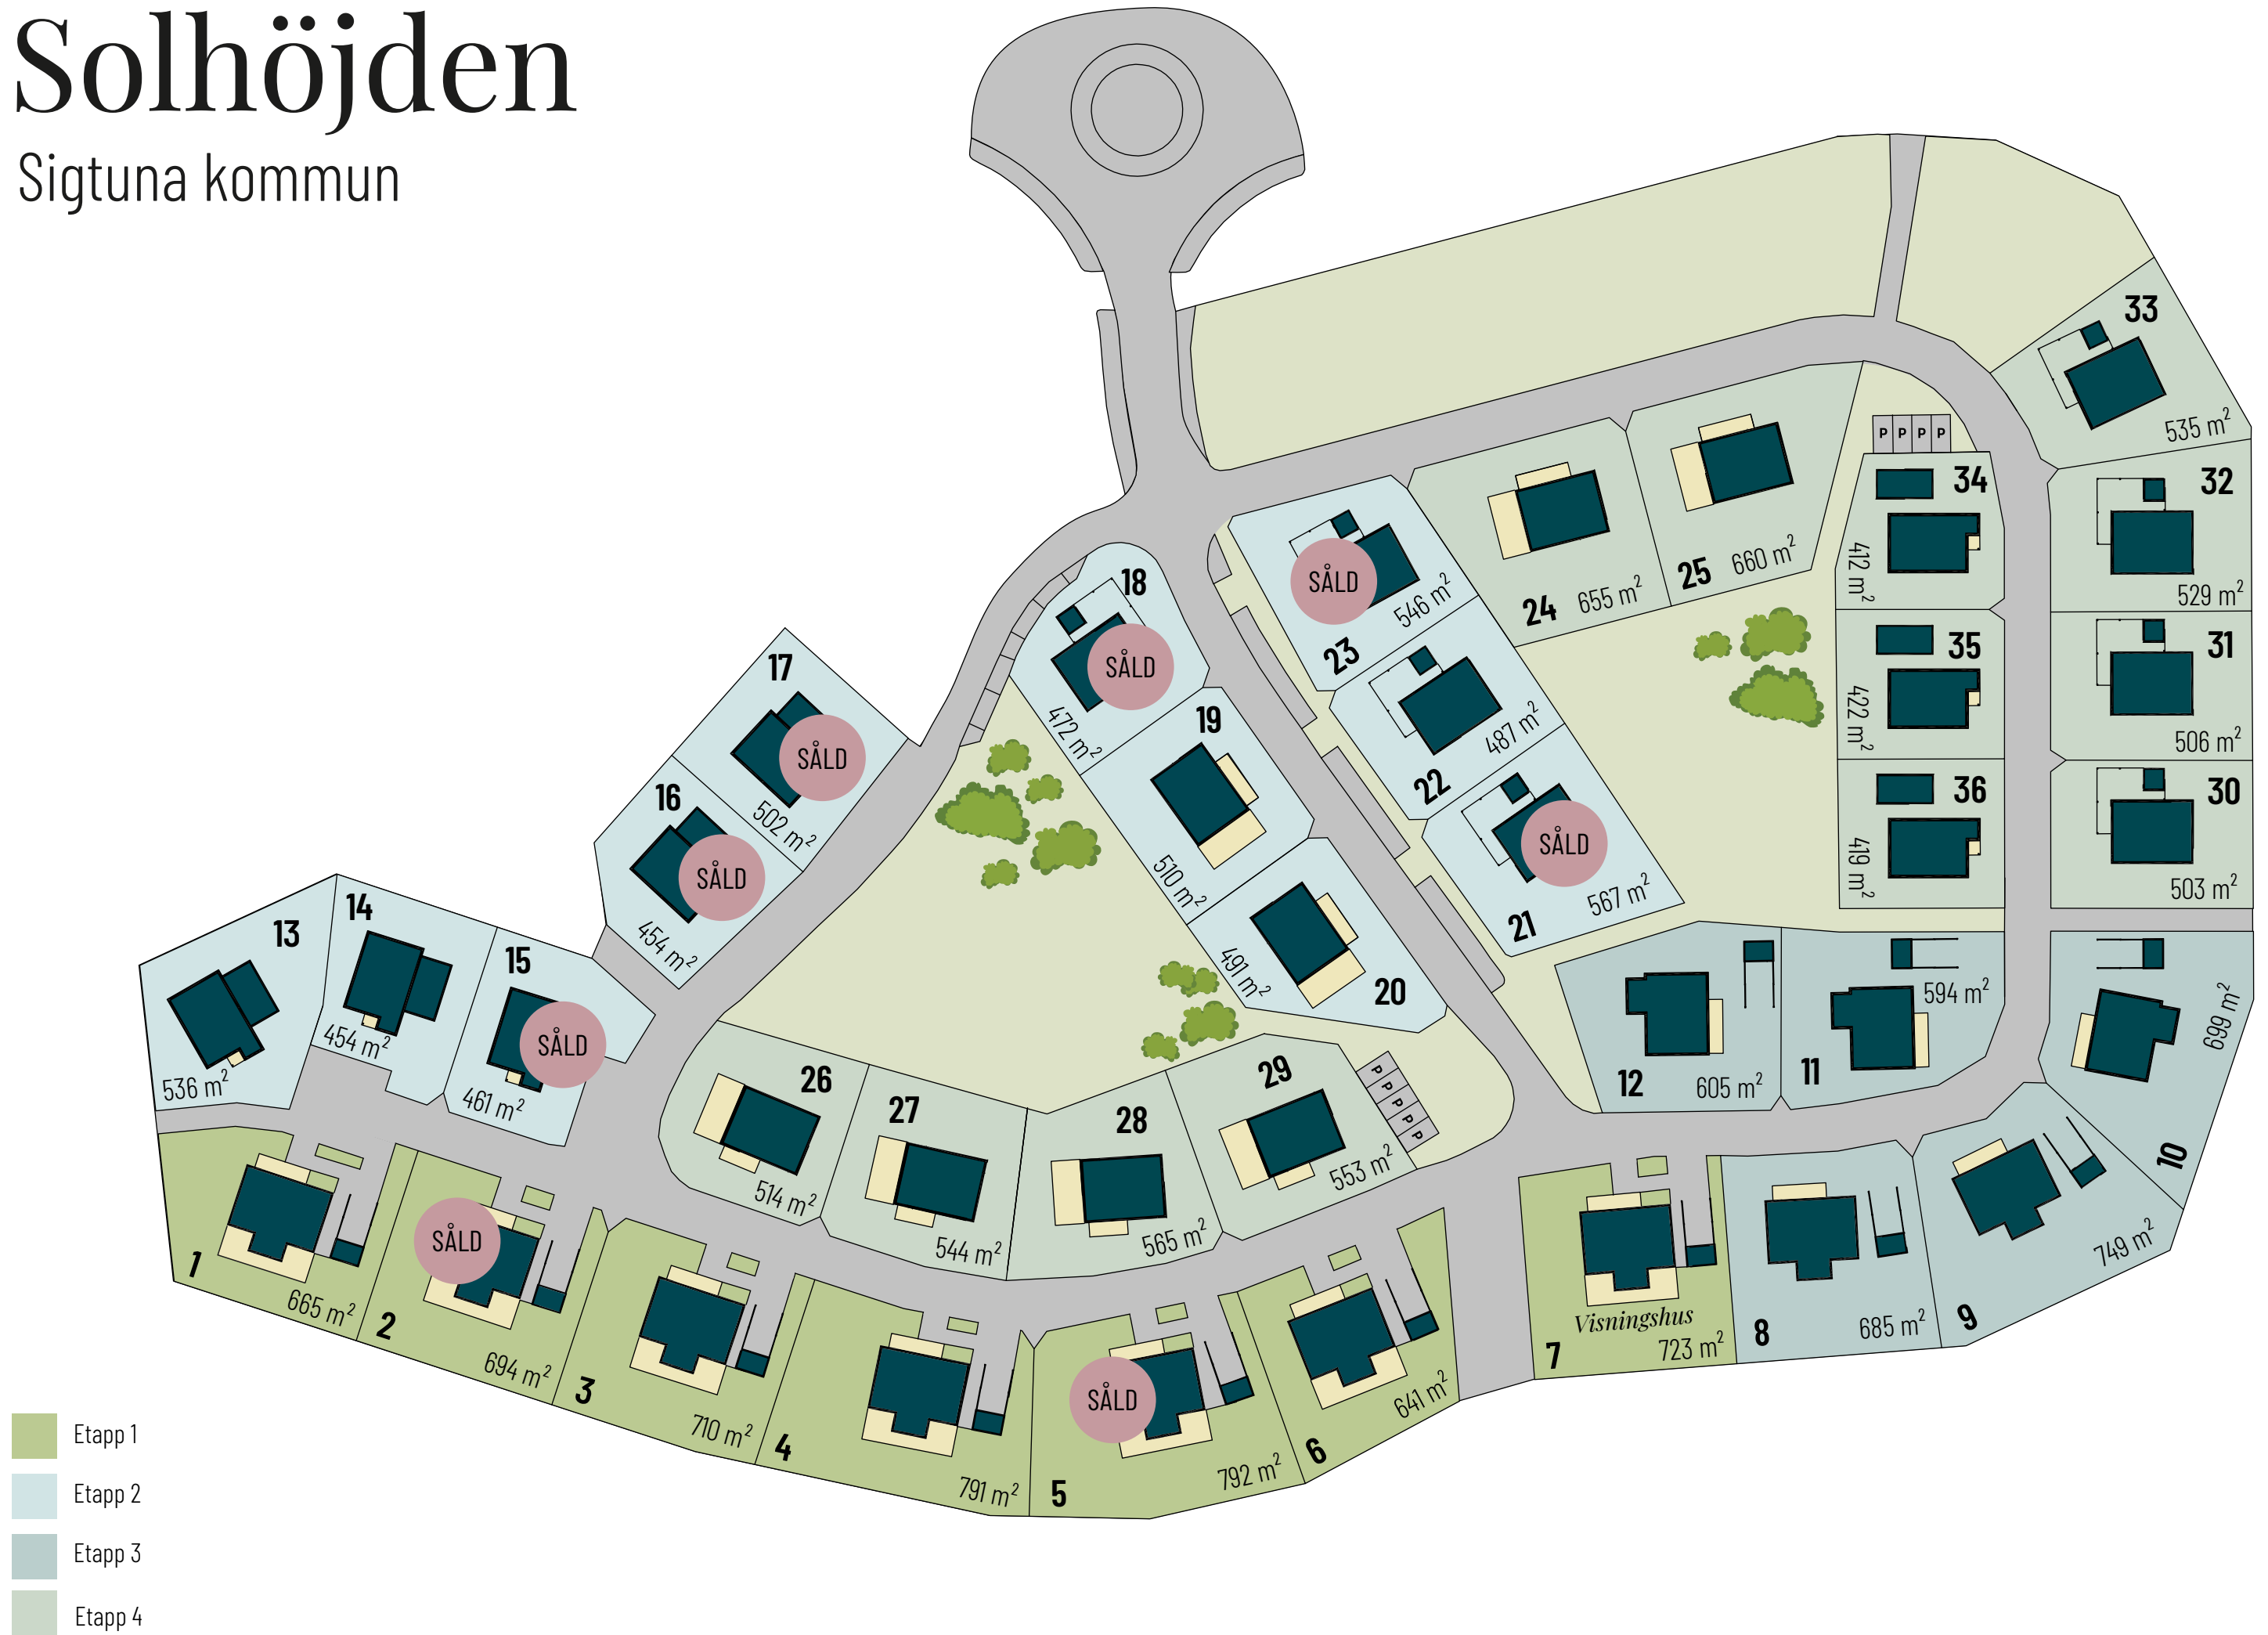 Solhöjden
Sigtuna kommun
33
535 m²
P P P P
34
412 m²
32
529 m²
25
660 m²
24
655 m²
23
SÅLD
546 m²
18
SÅLD
472 m²
35
422 m²
31
506 m²
17
SÅLD
502 m²
19
510 m²
22
487 m²
36
419 m²
30
503 m²
16
SÅLD
454 m²
21
SÅLD
567 m²
20
491 m²
13
536 m²
14
454 m²
15
SÅLD
461 m²
12
605 m²
11
594 m²
10
699 m²
26
514 m²
27
544 m²
28
565 m²
29
553 m²
P P P P P
1
665 m²
2
SÅLD
694 m²
3
710 m²
4
791 m²
5
SÅLD
792 m²
6
641 m²
7
Visningshus
723 m²
8
685 m²
9
749 m²
Etapp 1
Etapp 2
Etapp 3
Etapp 4